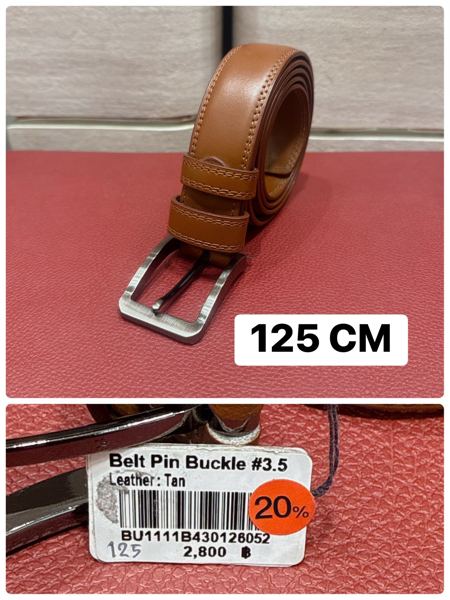 125 CM
Belt Pin Buckle #3.5
Leather : Tan
20%
BU1111B430126052
125 2,800 ฿